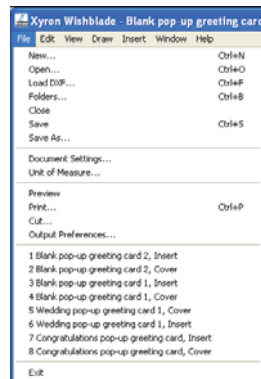 Xyron Wishblade - Blank pop-up greeting card
File Edit View Draw Insert Window Help
New... Ctrl+N
Open... Ctrl+O
Load DXF... Ctrl+F
Folders... Ctrl+B
Close
Save Ctrl+S
Save As...
Document Settings...
Unit of Measure...
Preview
Print... Ctrl+P
Cut...
Output Preferences...
1 Blank pop-up greeting card 2, Insert
2 Blank pop-up greeting card 2, Cover
3 Blank pop-up greeting card 1, Insert
4 Blank pop-up greeting card 1, Cover
5 Wedding pop-up greeting card 1, Cover
6 Wedding pop-up greeting card 1, Insert
7 Congratulations pop-up greeting card, Insert
8 Congratulations pop-up greeting card, Cover
Exit